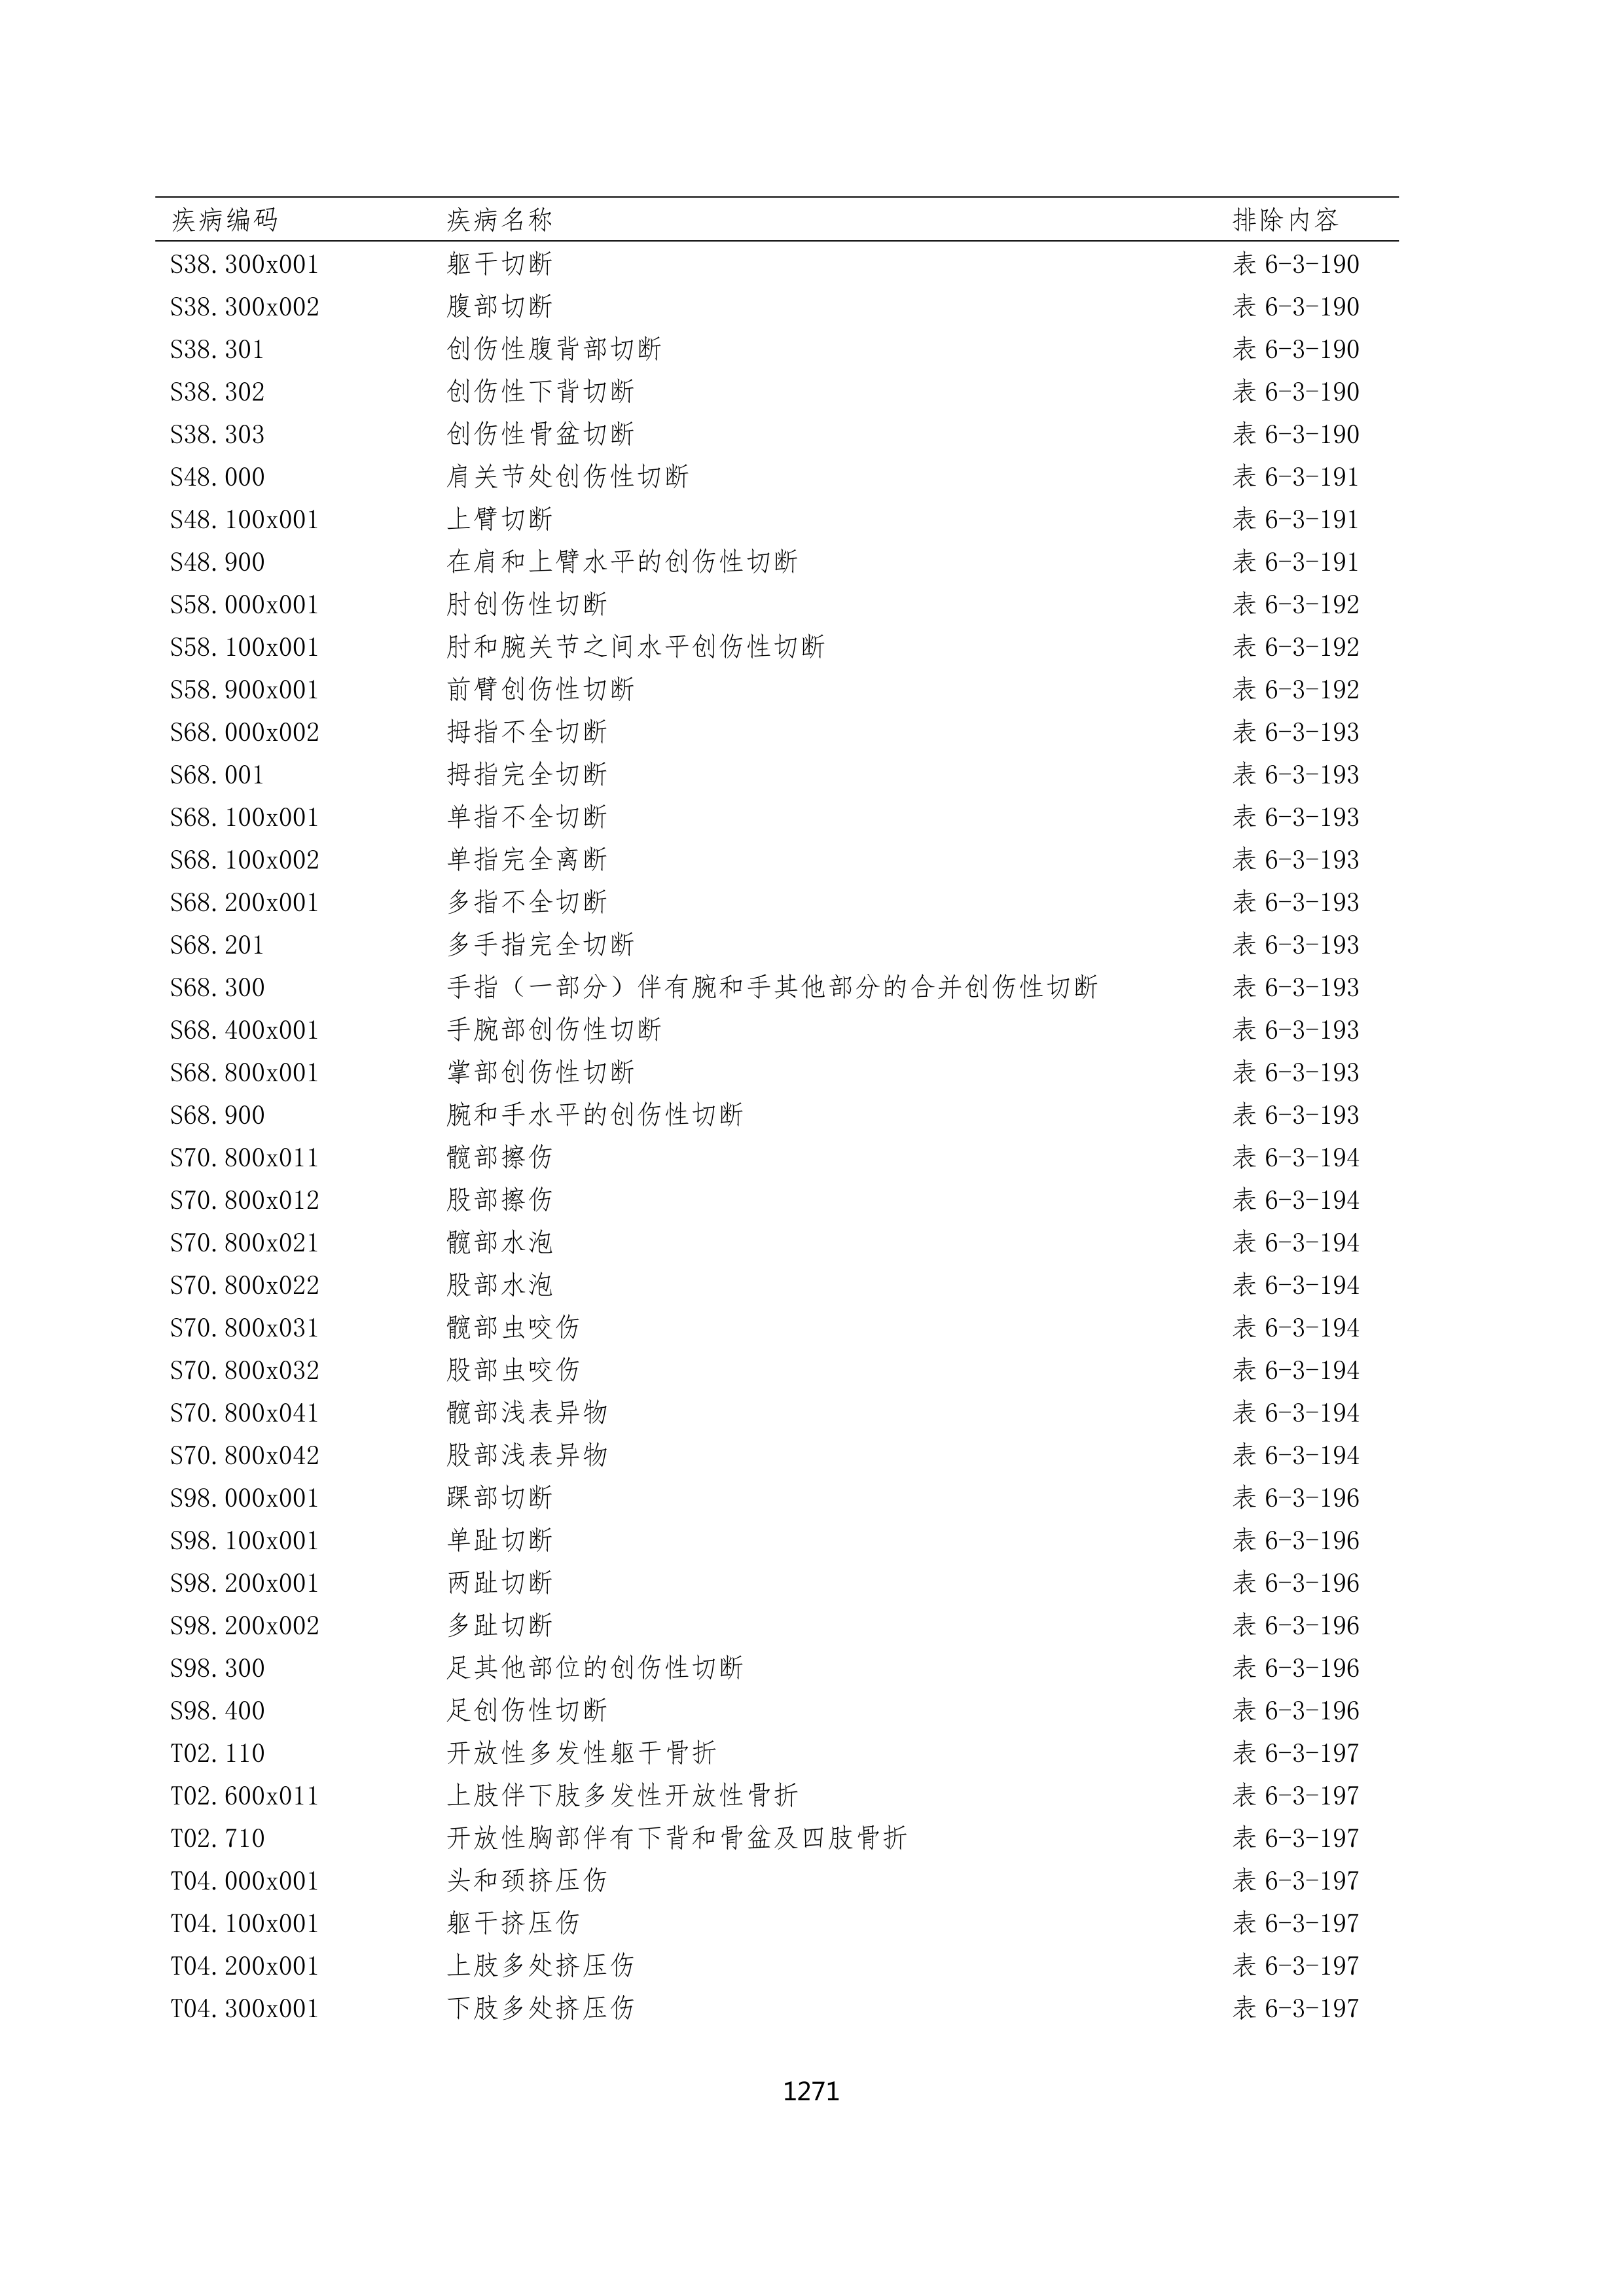 疾病编码 疾病名称 排除内容
S38.300x001 躯干切断 表 6-3-190
S38.300x002 腹部切断 表 6-3-190
S38.301 创伤性腹背部切断 表 6-3-190
S38.302 创伤性下背切断 表 6-3-190
S38.303 创伤性骨盆切断 表 6-3-190
S48.000 肩关节处创伤性切断 表 6-3-191
S48.100x001 上臂切断 表 6-3-191
S48.900 在肩和上臂水平的创伤性切断 表 6-3-191
S58.000x001 肘创伤性切断 表 6-3-192
S58.100x001 肘和腕关节之间水平创伤性切断 表 6-3-192
S58.900x001 前臂创伤性切断 表 6-3-192
S68.000x002 拇指不全切断 表 6-3-193
S68.001 拇指完全切断 表 6-3-193
S68.100x001 单指不全切断 表 6-3-193
S68.100x002 单指完全离断 表 6-3-193
S68.200x001 多指不全切断 表 6-3-193
S68.201 多手指完全切断 表 6-3-193
S68.300 手指（一部分）伴有腕和手其他部分的合并创伤性切断 表 6-3-193
S68.400x001 手腕部创伤性切断 表 6-3-193
S68.800x001 掌部创伤性切断 表 6-3-193
S68.900 腕和手水平的创伤性切断 表 6-3-193
S70.800x011 髋部擦伤 表 6-3-194
S70.800x012 股部擦伤 表 6-3-194
S70.800x021 髋部水泡 表 6-3-194
S70.800x022 股部水泡 表 6-3-194
S70.800x031 髋部虫咬伤 表 6-3-194
S70.800x032 股部虫咬伤 表 6-3-194
S70.800x041 髋部浅表异物 表 6-3-194
S70.800x042 股部浅表异物 表 6-3-194
S98.000x001 踝部切断 表 6-3-196
S98.100x001 单趾切断 表 6-3-196
S98.200x001 两趾切断 表 6-3-196
S98.200x002 多趾切断 表 6-3-196
S98.300 足其他部位的创伤性切断 表 6-3-196
S98.400 足创伤性切断 表 6-3-196
T02.110 开放性多发性躯干骨折 表 6-3-197
T02.600x011 上肢伴下肢多发性开放性骨折 表 6-3-197
T02.710 开放性胸部伴有下背和骨盆及四肢骨折 表 6-3-197
T04.000x001 头和颈挤压伤 表 6-3-197
T04.100x001 躯干挤压伤 表 6-3-197
T04.200x001 上肢多处挤压伤 表 6-3-197
T04.300x001 下肢多处挤压伤 表 6-3-197
1271